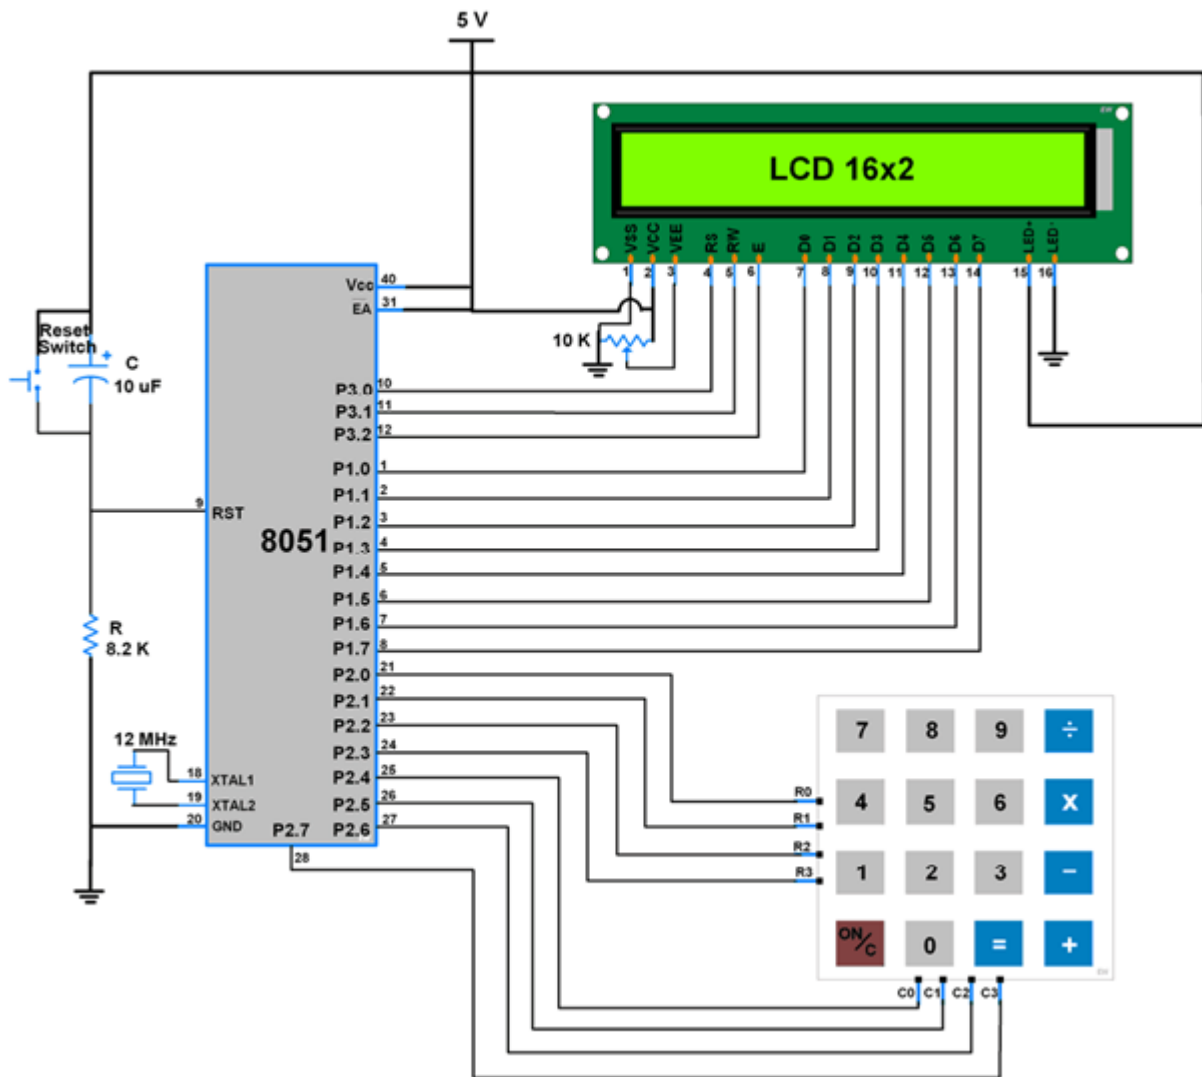 5 V
LCD 16x2
VSS VCC VEE RS RW E D0 D1 D2 D3 D4 D5 D6 D7 LED+ LED-
1 2 3 4 5 6 7 8 9 10 11 12 13 14 15 16
10 K
Reset
Switch
+
C
10 uF
Vcc 40
EA 31
P3.0 10
P3.1 11
P3.2 12
P1.0 1
P1.1 2
P1.2 3
P1.3 4
P1.4 5
P1.5 6
P1.6 7
P1.7 8
P2.0 21
P2.1 22
P2.2 23
P2.3 24
P2.4 25
P2.5 26
P2.6 27
P2.7
28
9 RST
8051
R
8.2 K
12 MHz
18 XTAL1
19 XTAL2
20 GND
7 8 9 ÷
4 5 6 X
1 2 3 −
ON/C 0 = +
R0
R1
R2
R3
C0 C1 C2 C3